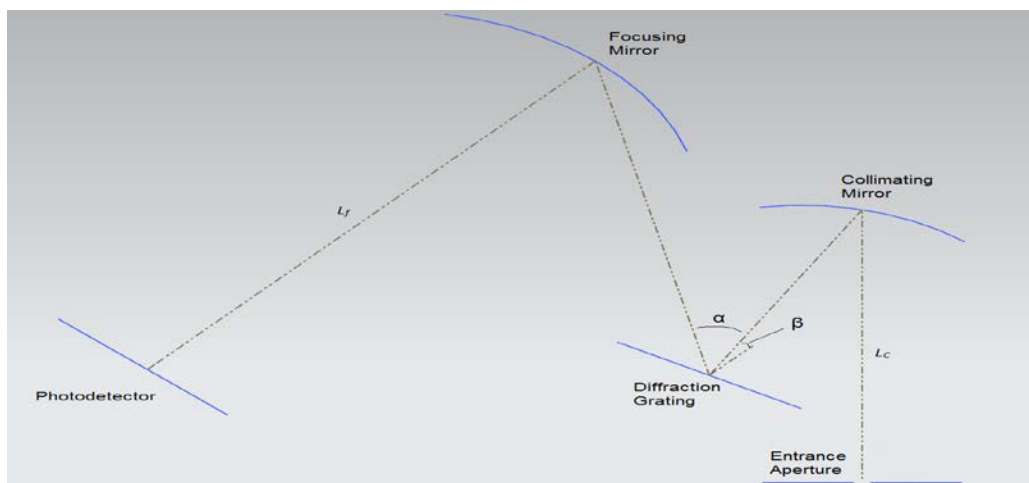 Focusing
Mirror
Collimating
Mirror
Lf
α
β
Lc
Photodetector
Diffraction
Grating
Entrance
Aperture